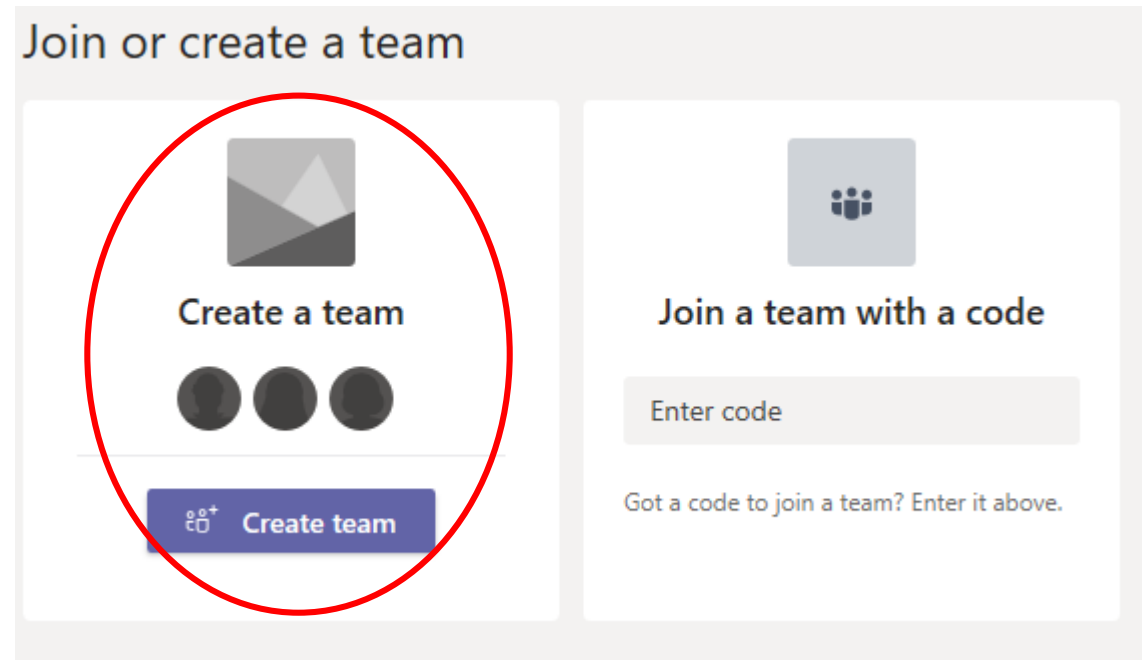 Join or create a team
Create a team
Create team
Join a team with a code
Enter code
Got a code to join a team? Enter it above.